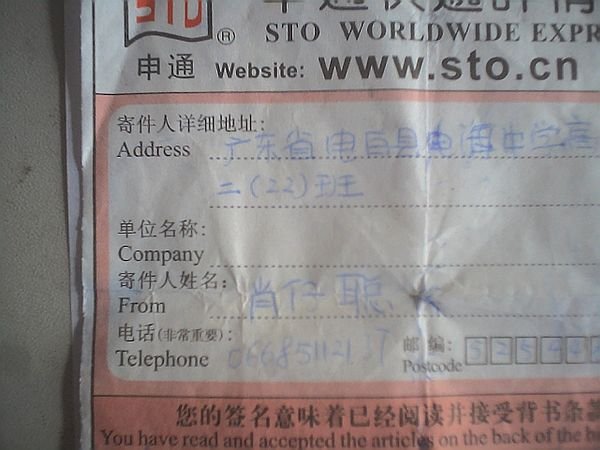 STO ®
STO WORLDWIDE EXPR
申通 Website: www.sto.cn
寄件人详细地址:
Address 广东省电白县电海中学高
二(22)班
单位名称:
Company
寄件人姓名:
From 肖仔聪
电话(非常重要):
Telephone 邮编:
Postcode
您的签名意味着已经阅读并接受背书条款
You have read and accepted the articles on the back of the b